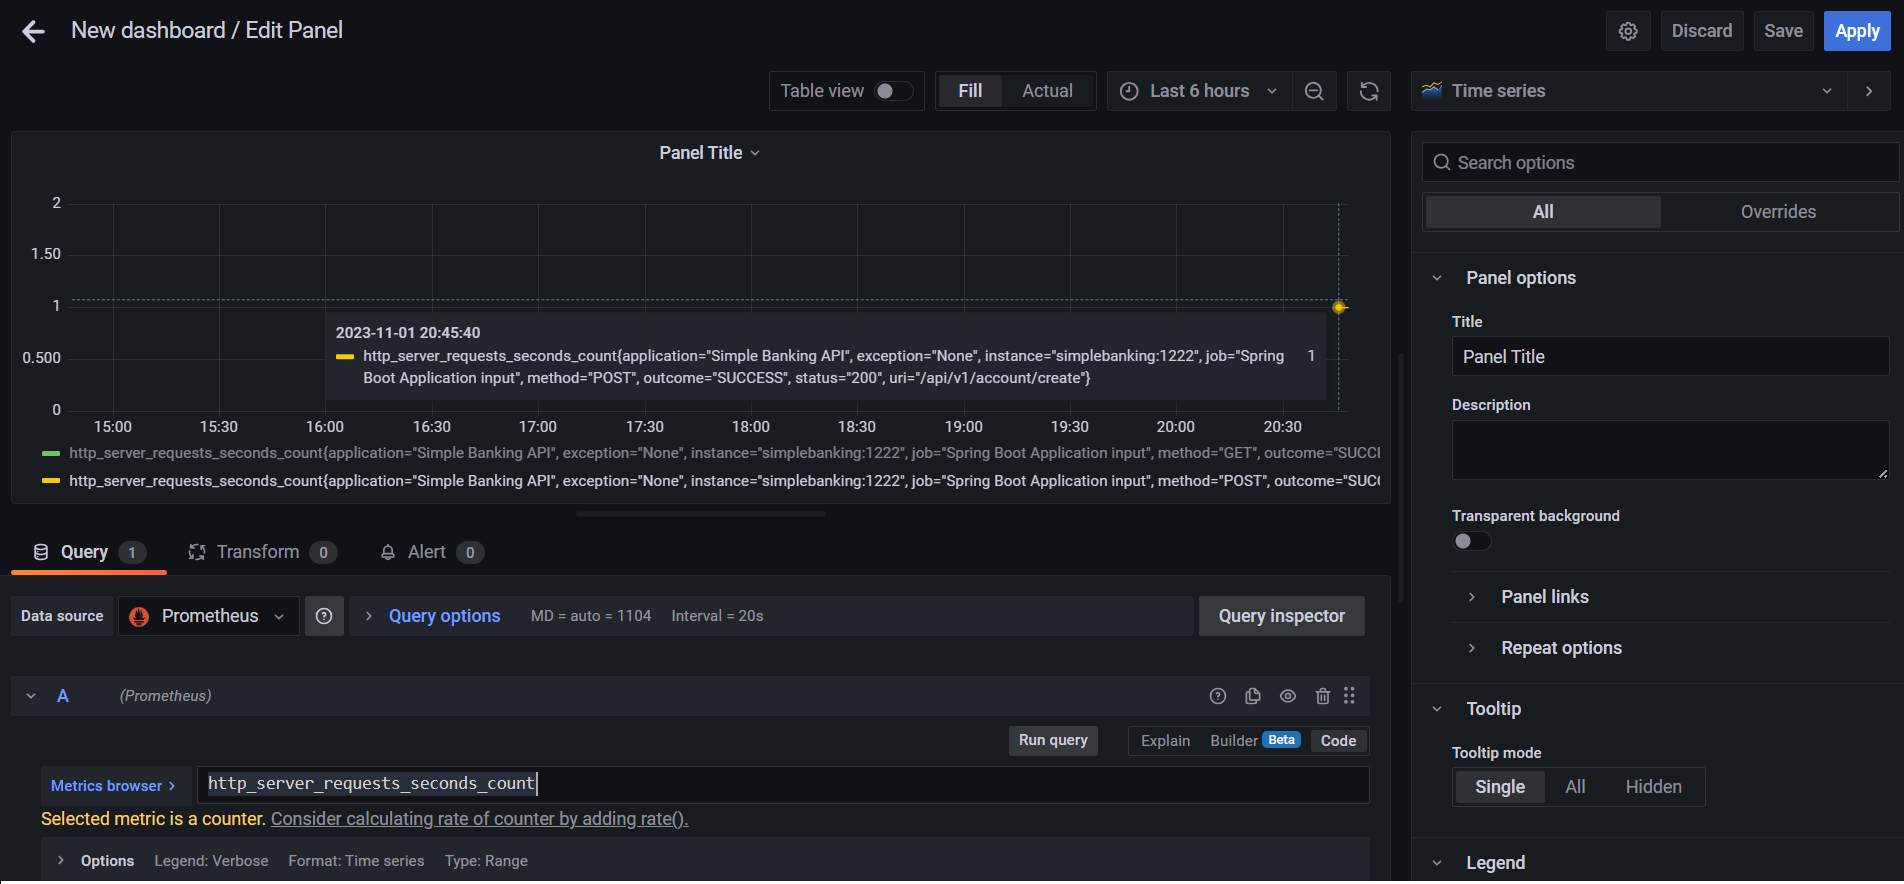 New dashboard / Edit Panel
Discard
Save
Apply
Table view
Fill
Actual
Last 6 hours
Time series
Panel Title
2
1.50
1
0.500
0
15:00
15:30
16:00
16:30
17:00
17:30
18:00
18:30
19:00
19:30
20:00
20:30
2023-11-01 20:45:40
http_server_requests_seconds_count{application="Simple Banking API", exception="None", instance="simplebanking:1222", job="Spring
Boot Application input", method="POST", outcome="SUCCESS", status="200", uri="/api/v1/account/create"}
1
http_server_requests_seconds_count{application="Simple Banking API", exception="None", instance="simplebanking:1222", job="Spring Boot Application input", method="GET", outcome="SUCCI
http_server_requests_seconds_count{application="Simple Banking API", exception="None", instance="simplebanking:1222", job="Spring Boot Application input", method="POST", outcome="SUC
Query 1
Transform 0
Alert 0
Data source
Prometheus
Query options
MD = auto = 1104
Interval = 20s
Query inspector
A
(Prometheus)
Run query
Explain
Builder Beta
Code
Metrics browser >
http_server_requests_seconds_count
Selected metric is a counter. Consider calculating rate of counter by adding rate().
Options
Legend: Verbose
Format: Time series
Type: Range
Search options
All
Overrides
Panel options
Title
Panel Title
Description
Transparent background
Panel links
Repeat options
Tooltip
Tooltip mode
Single
All
Hidden
Legend